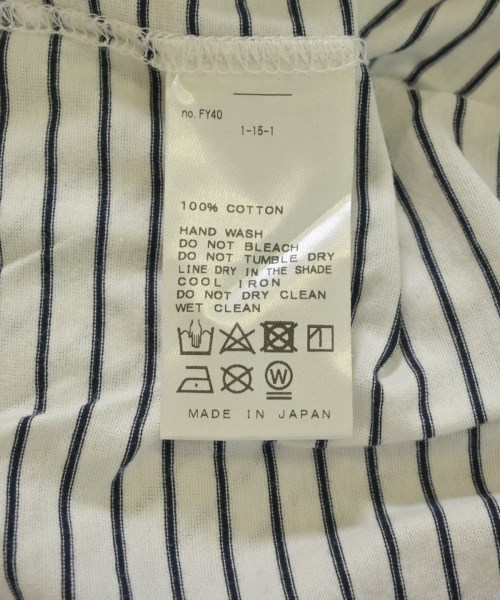 no. FY40
1-15-1
100% COTTON
HAND WASH
DO NOT BLEACH
DO NOT TUMBLE DRY
LINE DRY IN THE SHADE
COOL IRON
DO NOT DRY CLEAN
WET CLEAN
W
MADE IN JAPAN